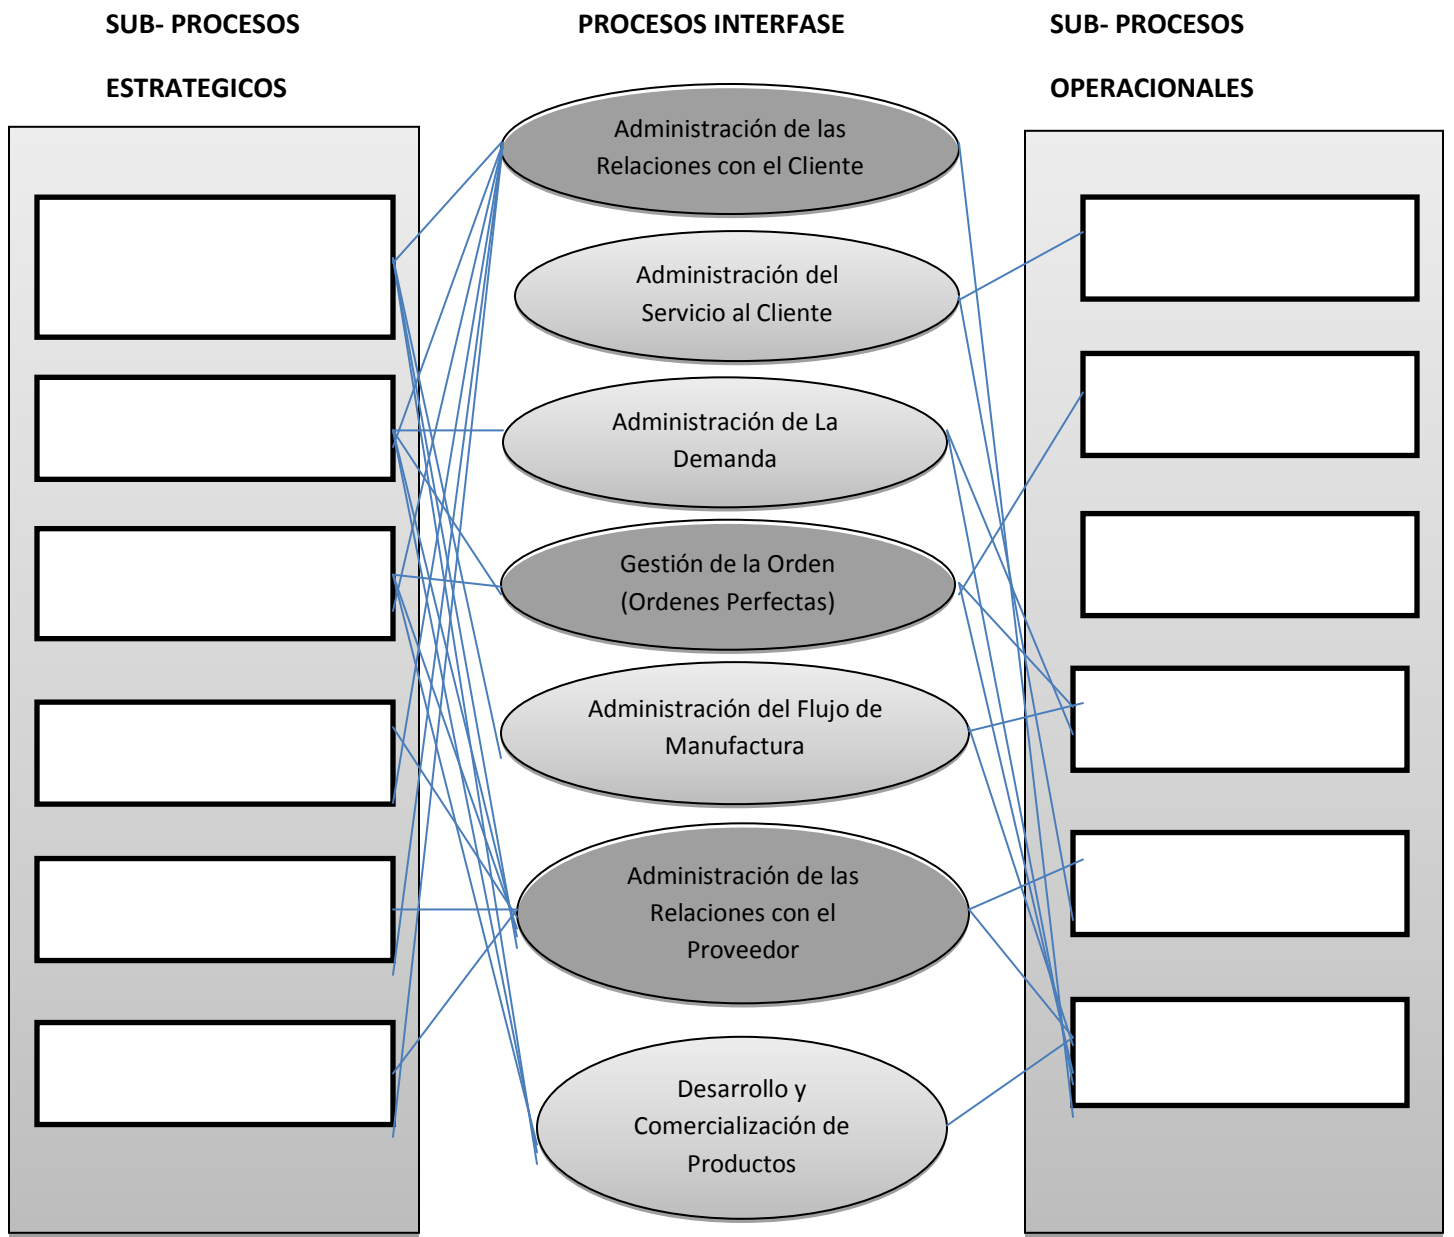 SUB- PROCESOS
ESTRATEGICOS
PROCESOS INTERFASE
SUB- PROCESOS
OPERACIONALES
Administración de las
Relaciones con el Cliente
Administración del
Servicio al Cliente
Administración de La
Demanda
Gestión de la Orden
(Ordenes Perfectas)
Administración del Flujo de
Manufactura
Administración de las
Relaciones con el
Proveedor
Desarrollo y
Comercialización de
Productos